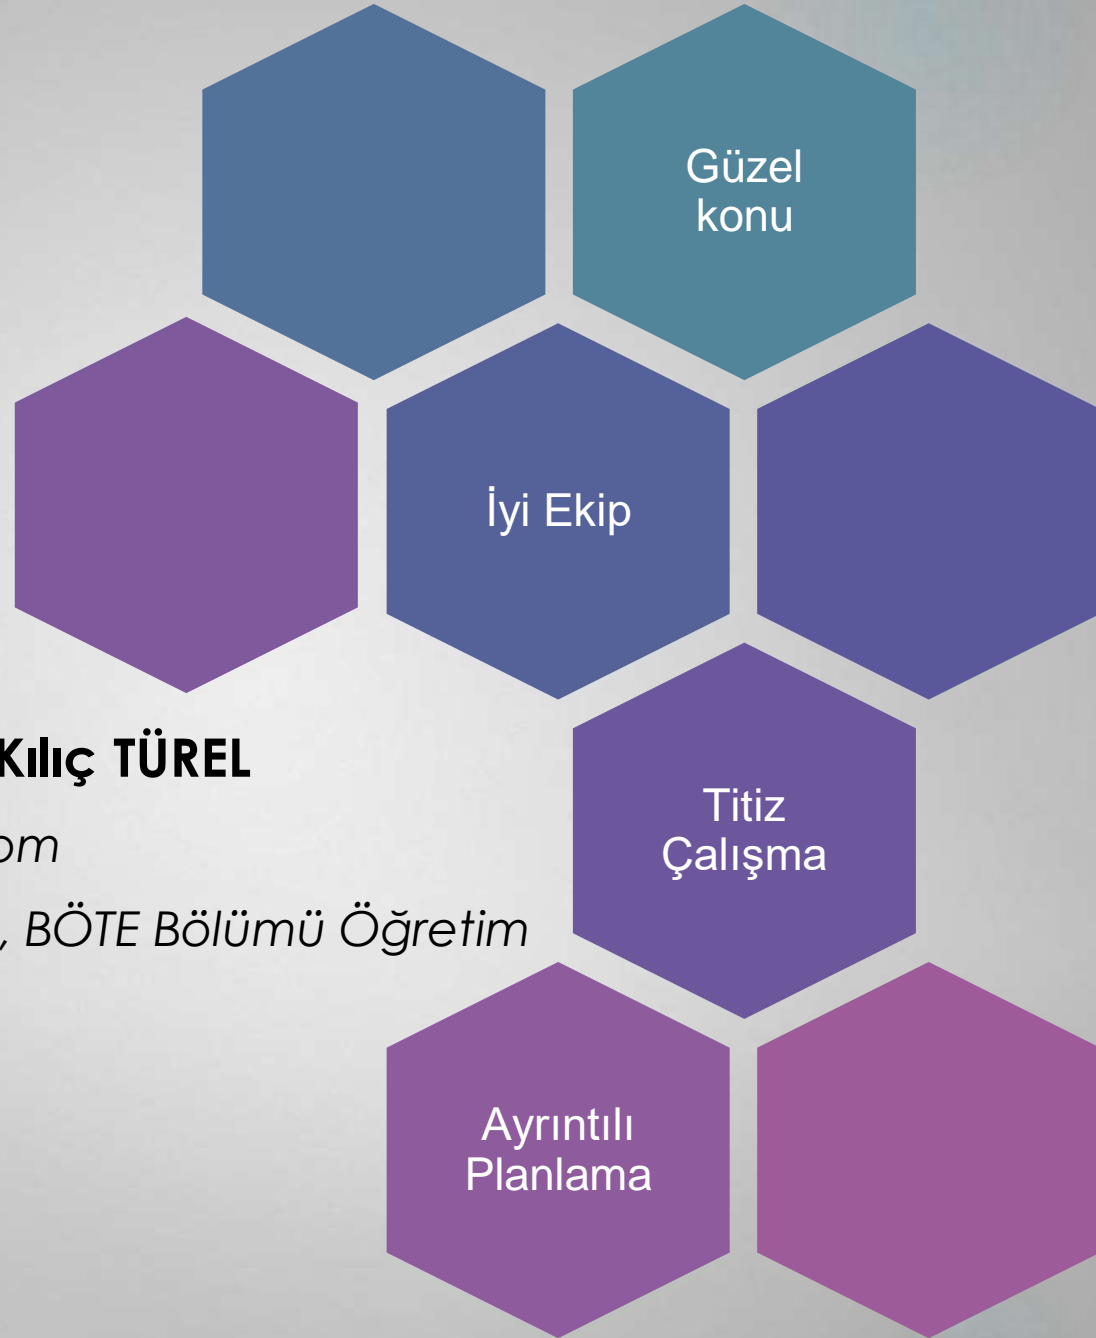 Güzel
konu
İyi Ekip
Kılıç TÜREL
om
, BÖTE Bölümü Öğretim
Titiz
Çalışma
Ayrıntılı
Planlama